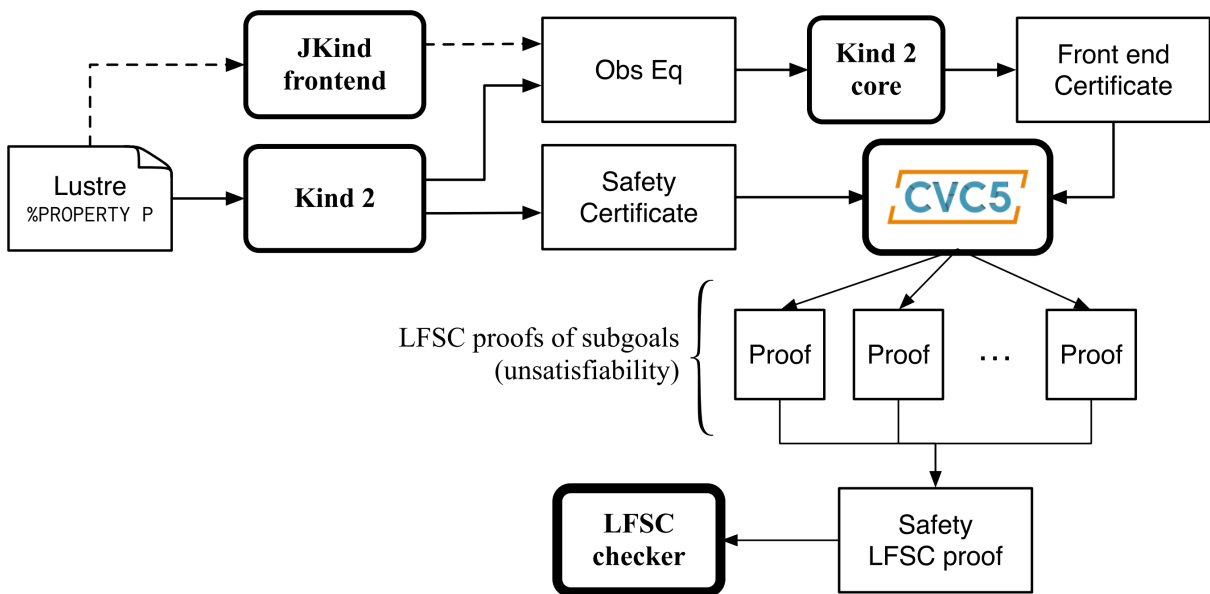 JKind
frontend
Obs Eq
Kind 2
core
Front end
Certificate
Lustre
%PROPERTY P
Kind 2
Safety
Certificate
CVC5
LFSC proofs of subgoals
(unsatisfiability)
Proof
Proof
...
Proof
LFSC
checker
Safety
LFSC proof